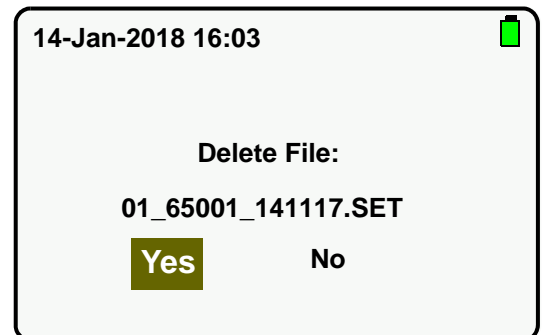 14-Jan-2018 16:03
Delete File:
01_65001_141117.SET
Yes No